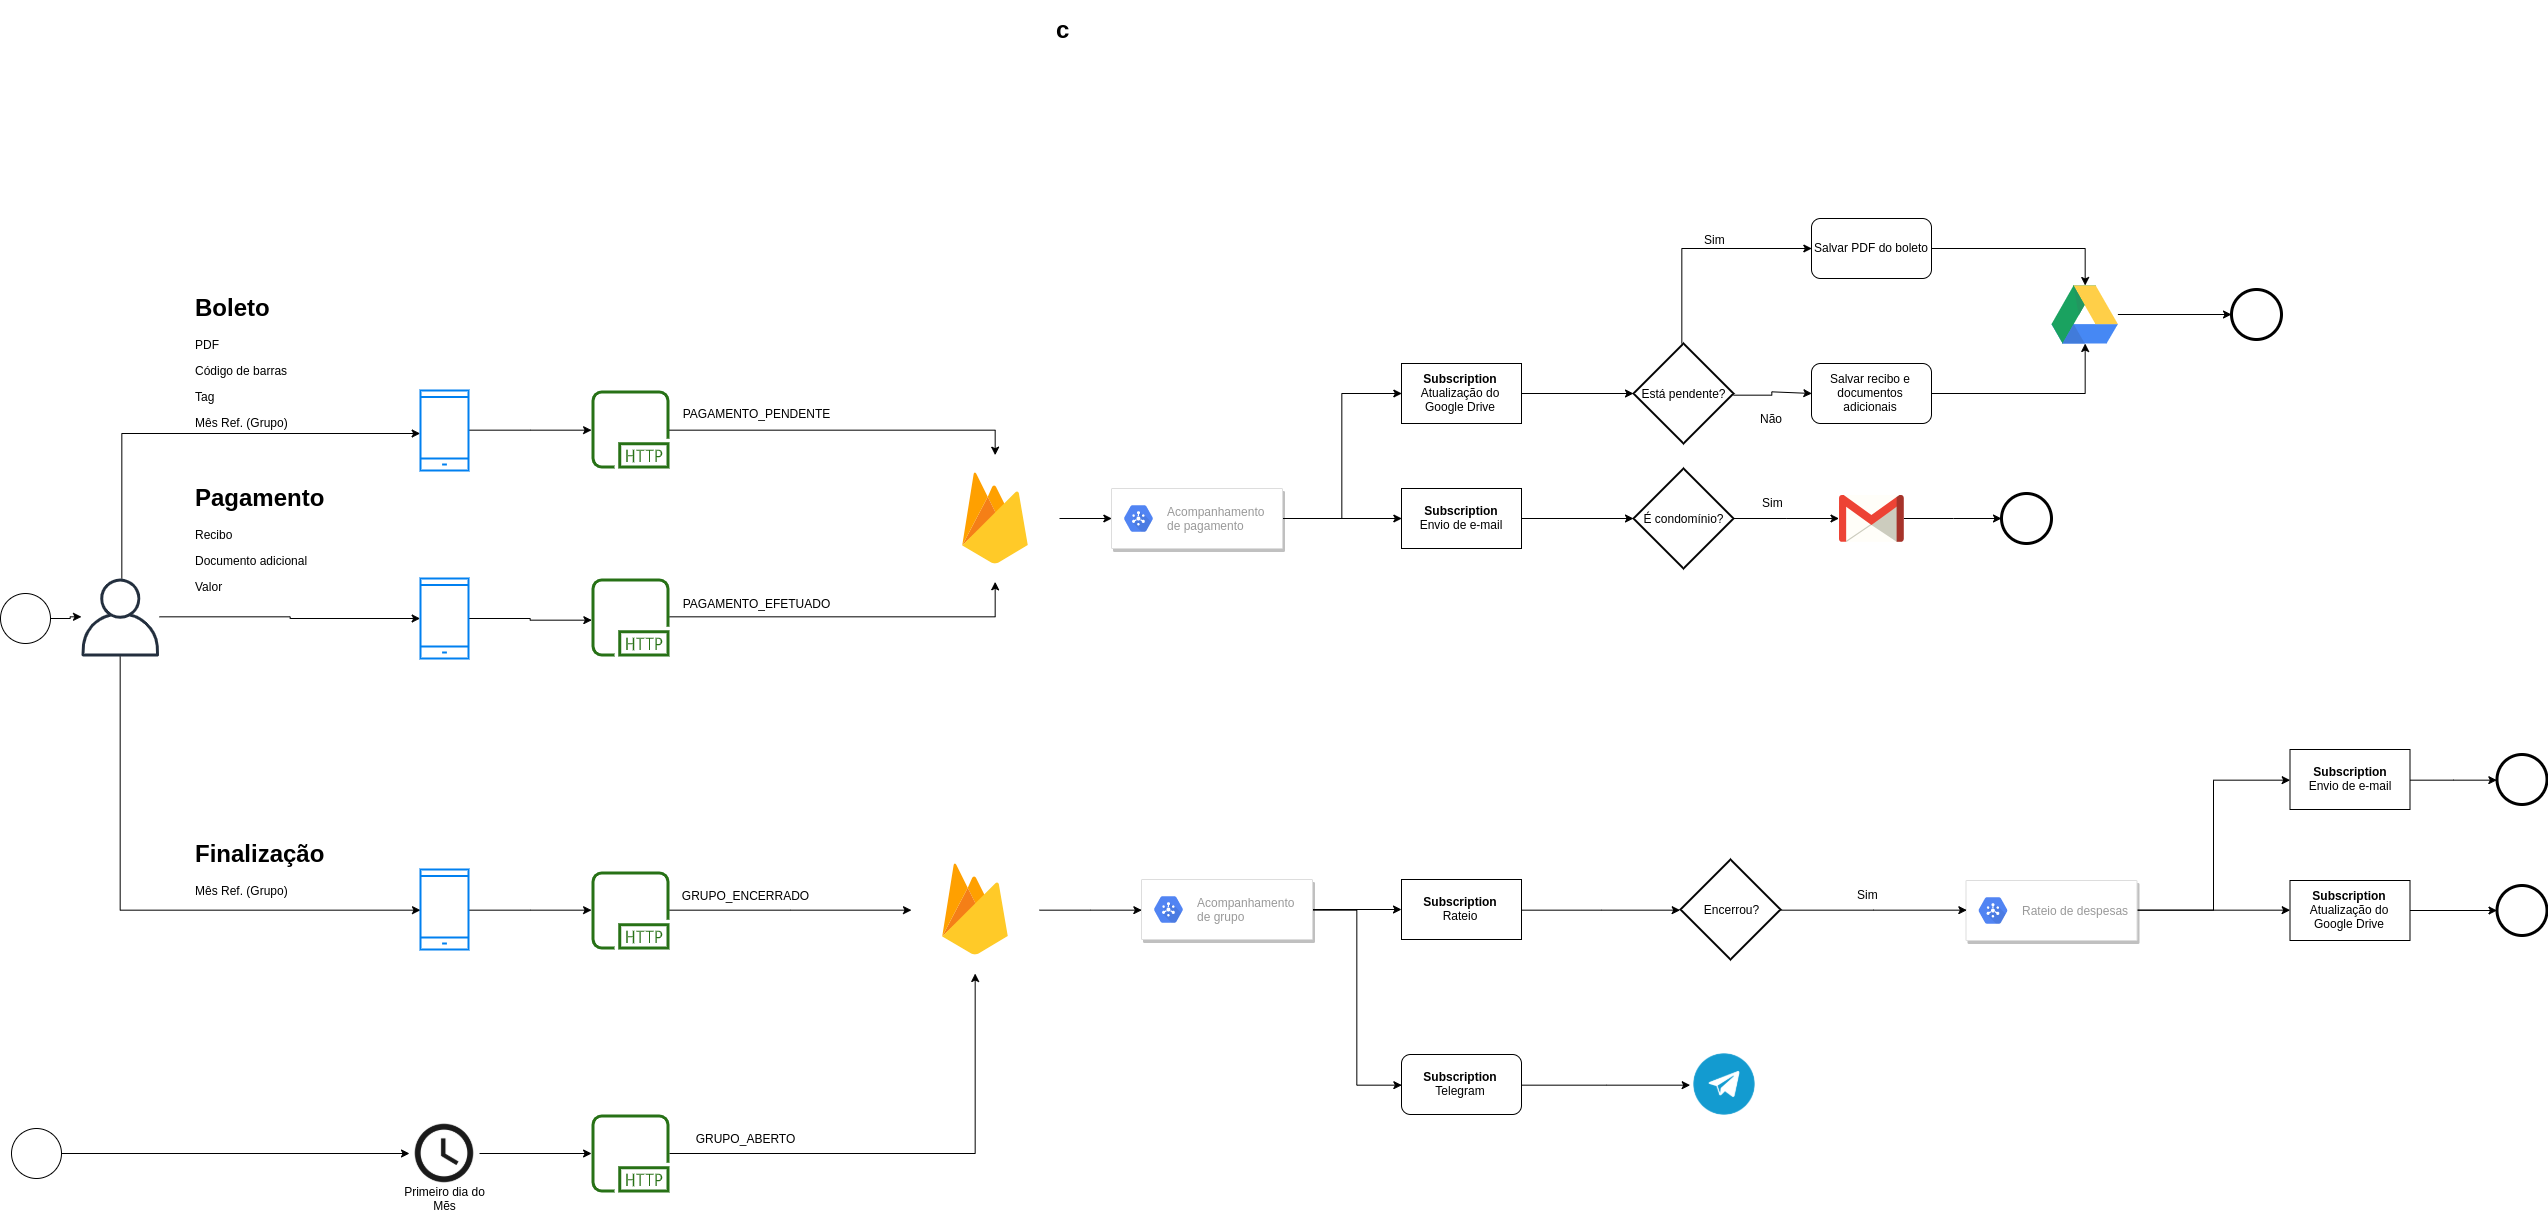 c
Boleto
PDF
Código de barras
Tag
Mês Ref. (Grupo)
HTTP
PAGAMENTO_PENDENTE
Pagamento
Recibo
Documento adicional
Valor
HTTP
PAGAMENTO_EFETUADO
Acompanhamento
de pagamento
Subscription
Atualização do
Google Drive
Está pendente?
Sim
Salvar PDF do boleto
Não
Salvar recibo e
documentos
adicionais
Subscription
Envio de e-mail
É condomínio?
Sim
Finalização
Mês Ref. (Grupo)
HTTP
GRUPO_ENCERRADO
Acompanhamento
de grupo
Subscription
Rateio
Encerrou?
Sim
Rateio de despesas
Subscription
Envio de e-mail
Subscription
Atualização do
Google Drive
Subscription
Telegram
Primeiro dia do
Mês
HTTP
GRUPO_ABERTO